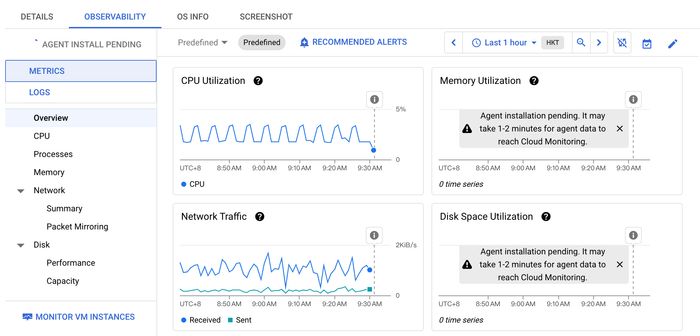 DETAILS OBSERVABILITY OS INFO SCREENSHOT
AGENT INSTALL PENDING
METRICS
LOGS
Overview
CPU
Processes
Memory
Network
Summary
Packet Mirroring
Disk
Performance
Capacity
MONITOR VM INSTANCES
Predefined Predefined RECOMMENDED ALERTS Last 1 hour HKT
CPU Utilization
5%
0
UTC+8 8:50 AM 9:00 AM 9:10 AM 9:20 AM 9:30 AM
CPU
Memory Utilization
Agent installation pending. It may
take 1-2 minutes for agent data to
reach Cloud Monitoring.
UTC+8 8:50 AM 9:00 AM 9:10 AM 9:20 AM 9:30 AM
0 time series
Network Traffic
2KiB/s
0
UTC+8 8:50 AM 9:00 AM 9:10 AM 9:20 AM 9:30 AM
Received Sent
Disk Space Utilization
Agent installation pending. It may
take 1-2 minutes for agent data to
reach Cloud Monitoring.
UTC+8 8:50 AM 9:00 AM 9:10 AM 9:20 AM 9:30 AM
0 time series